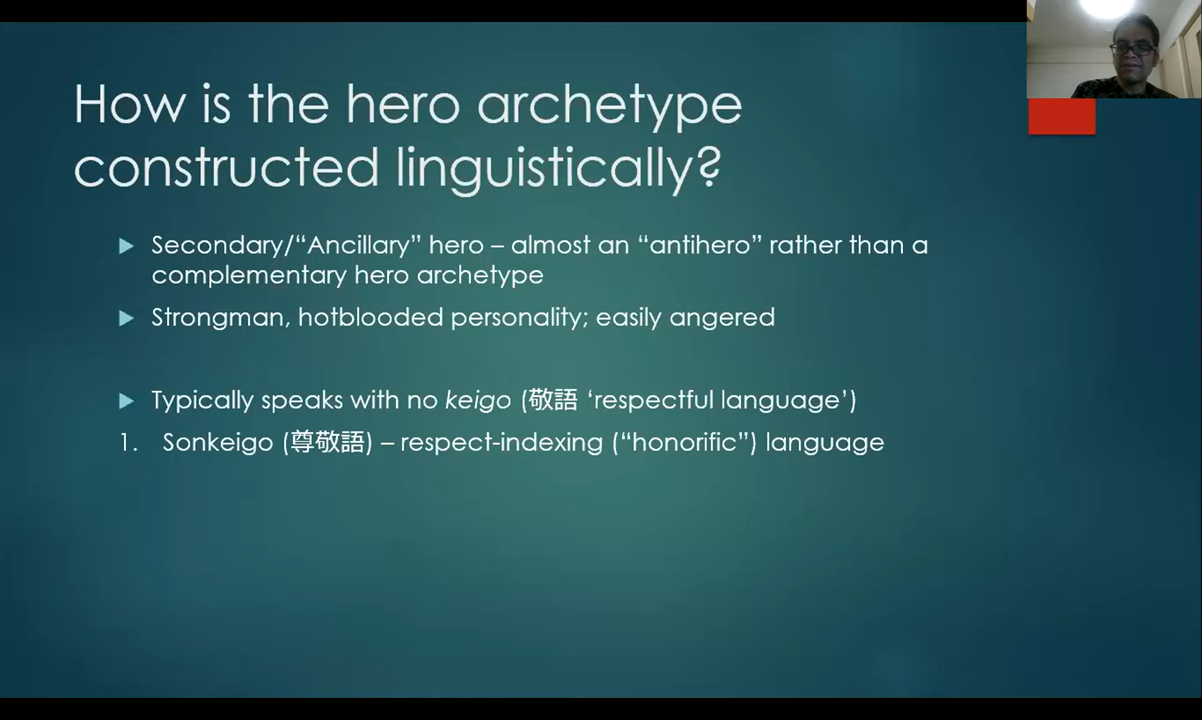 How is the hero archetype
constructed linguistically?
Secondary/“Ancillary” hero – almost an “antihero” rather than a
complementary hero archetype
Strongman, hotblooded personality; easily angered
Typically speaks with no keigo (敬語 ‘respectful language’)
1. Sonkeigo (尊敬語) – respect-indexing (“honorific”) language